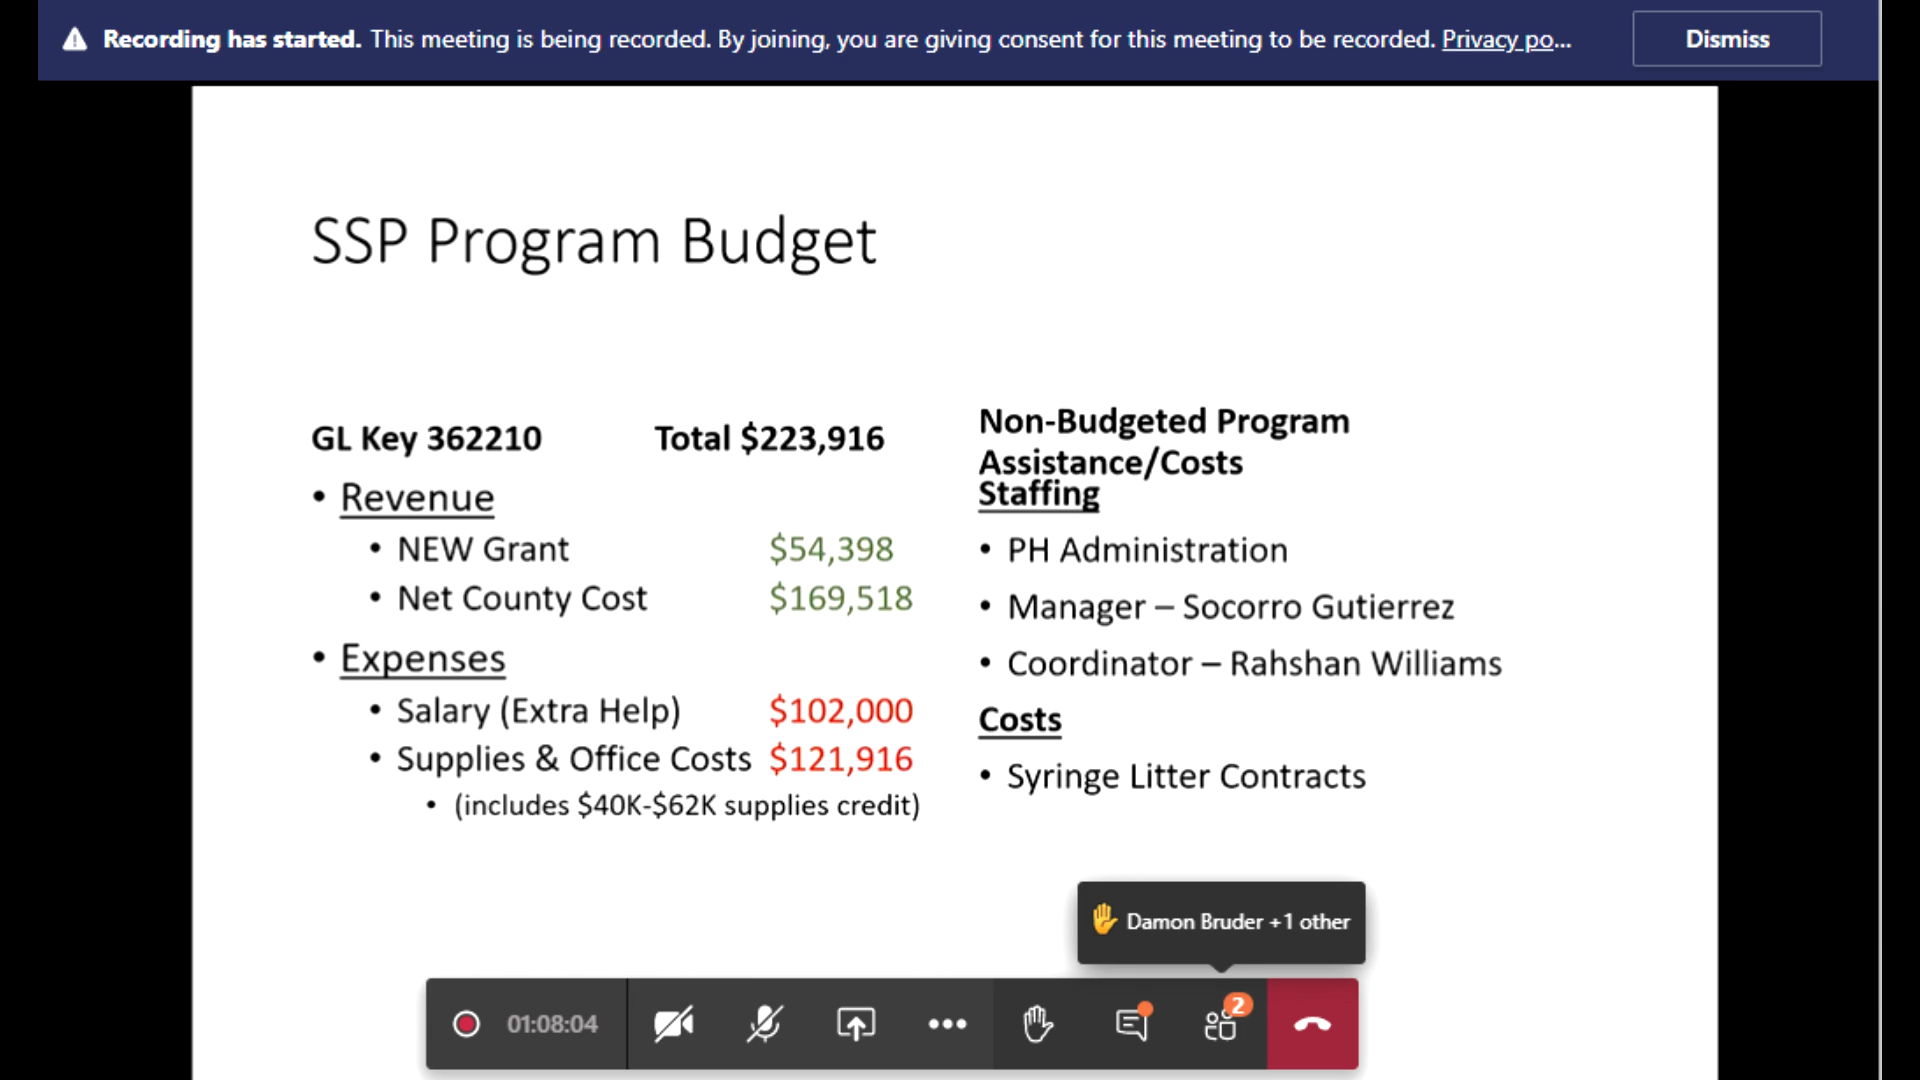 Recording has started. This meeting is being recorded. By joining, you are giving consent for this meeting to be recorded. Privacy po...
Dismiss
SSP Program Budget
GL Key 362210 Total $223,916
• Revenue
• NEW Grant $54,398
• Net County Cost $169,518
• Expenses
• Salary (Extra Help) $102,000
• Supplies & Office Costs $121,916
• (includes $40K-$62K supplies credit)
Non-Budgeted Program
Assistance/Costs
Staffing
• PH Administration
• Manager – Socorro Gutierrez
• Coordinator – Rahshan Williams
Costs
• Syringe Litter Contracts
Damon Bruder +1 other
01:08:04
2